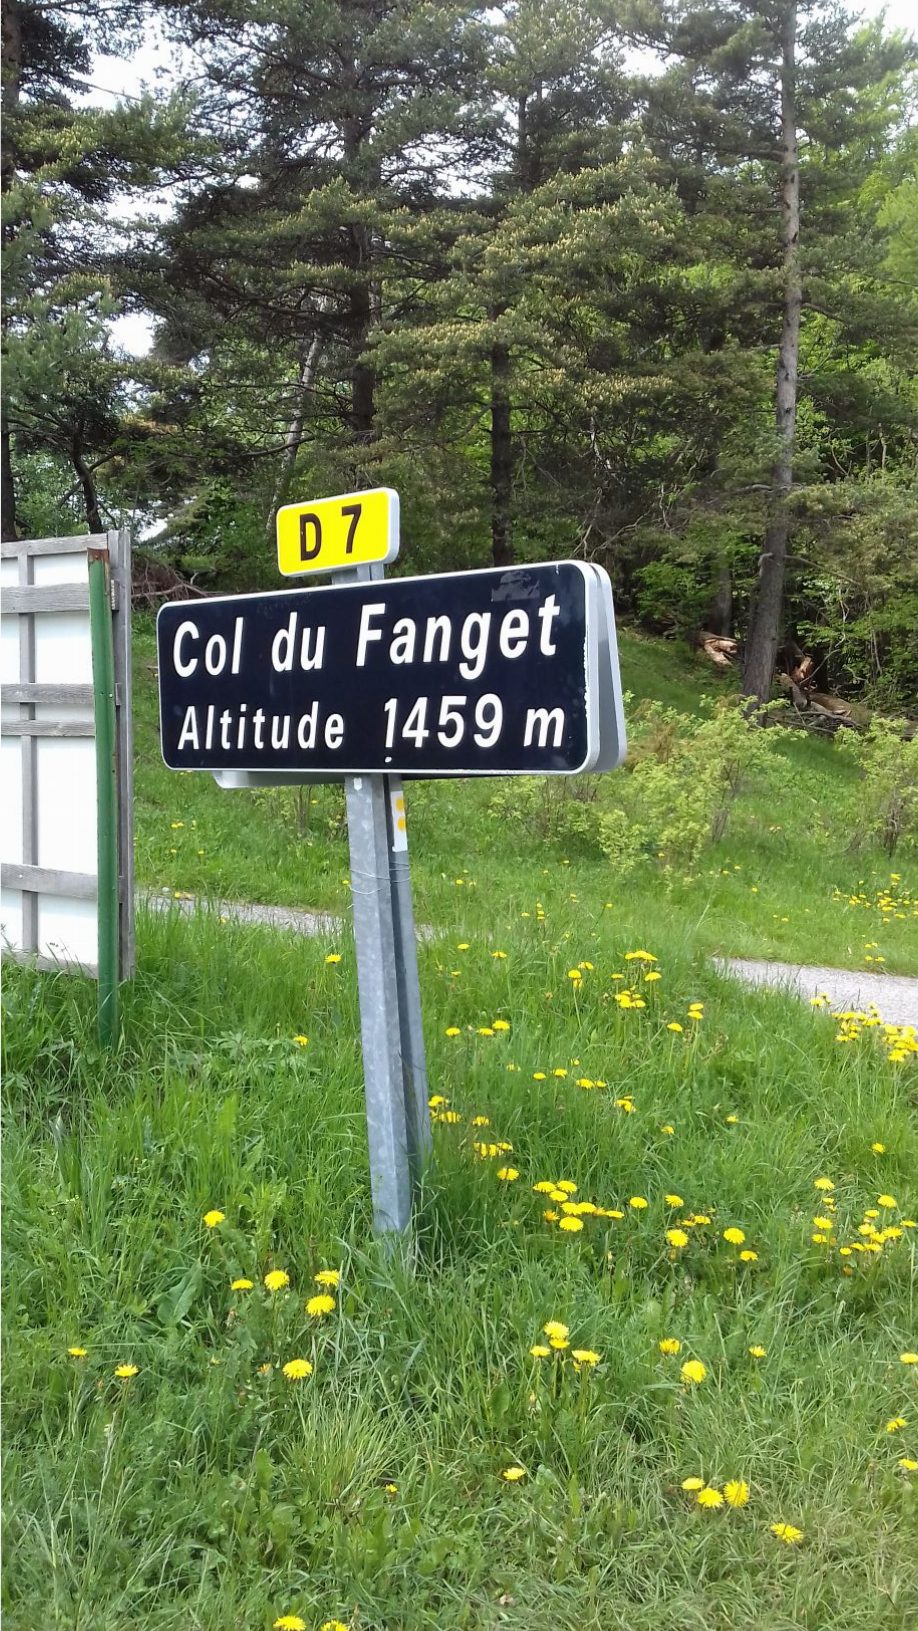 D 7
Col du Fanget
Altitude 1459 m